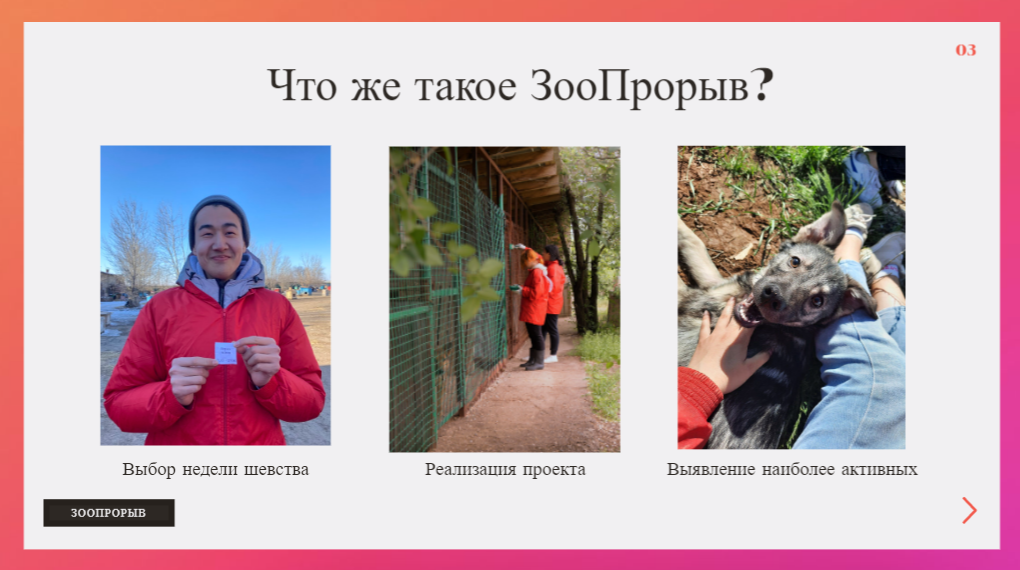 03
Что же такое ЗооПрорыв?
Выбор недели шевства
Реализация проекта
Выявление наиболее активных
ЗООПРОРЫВ